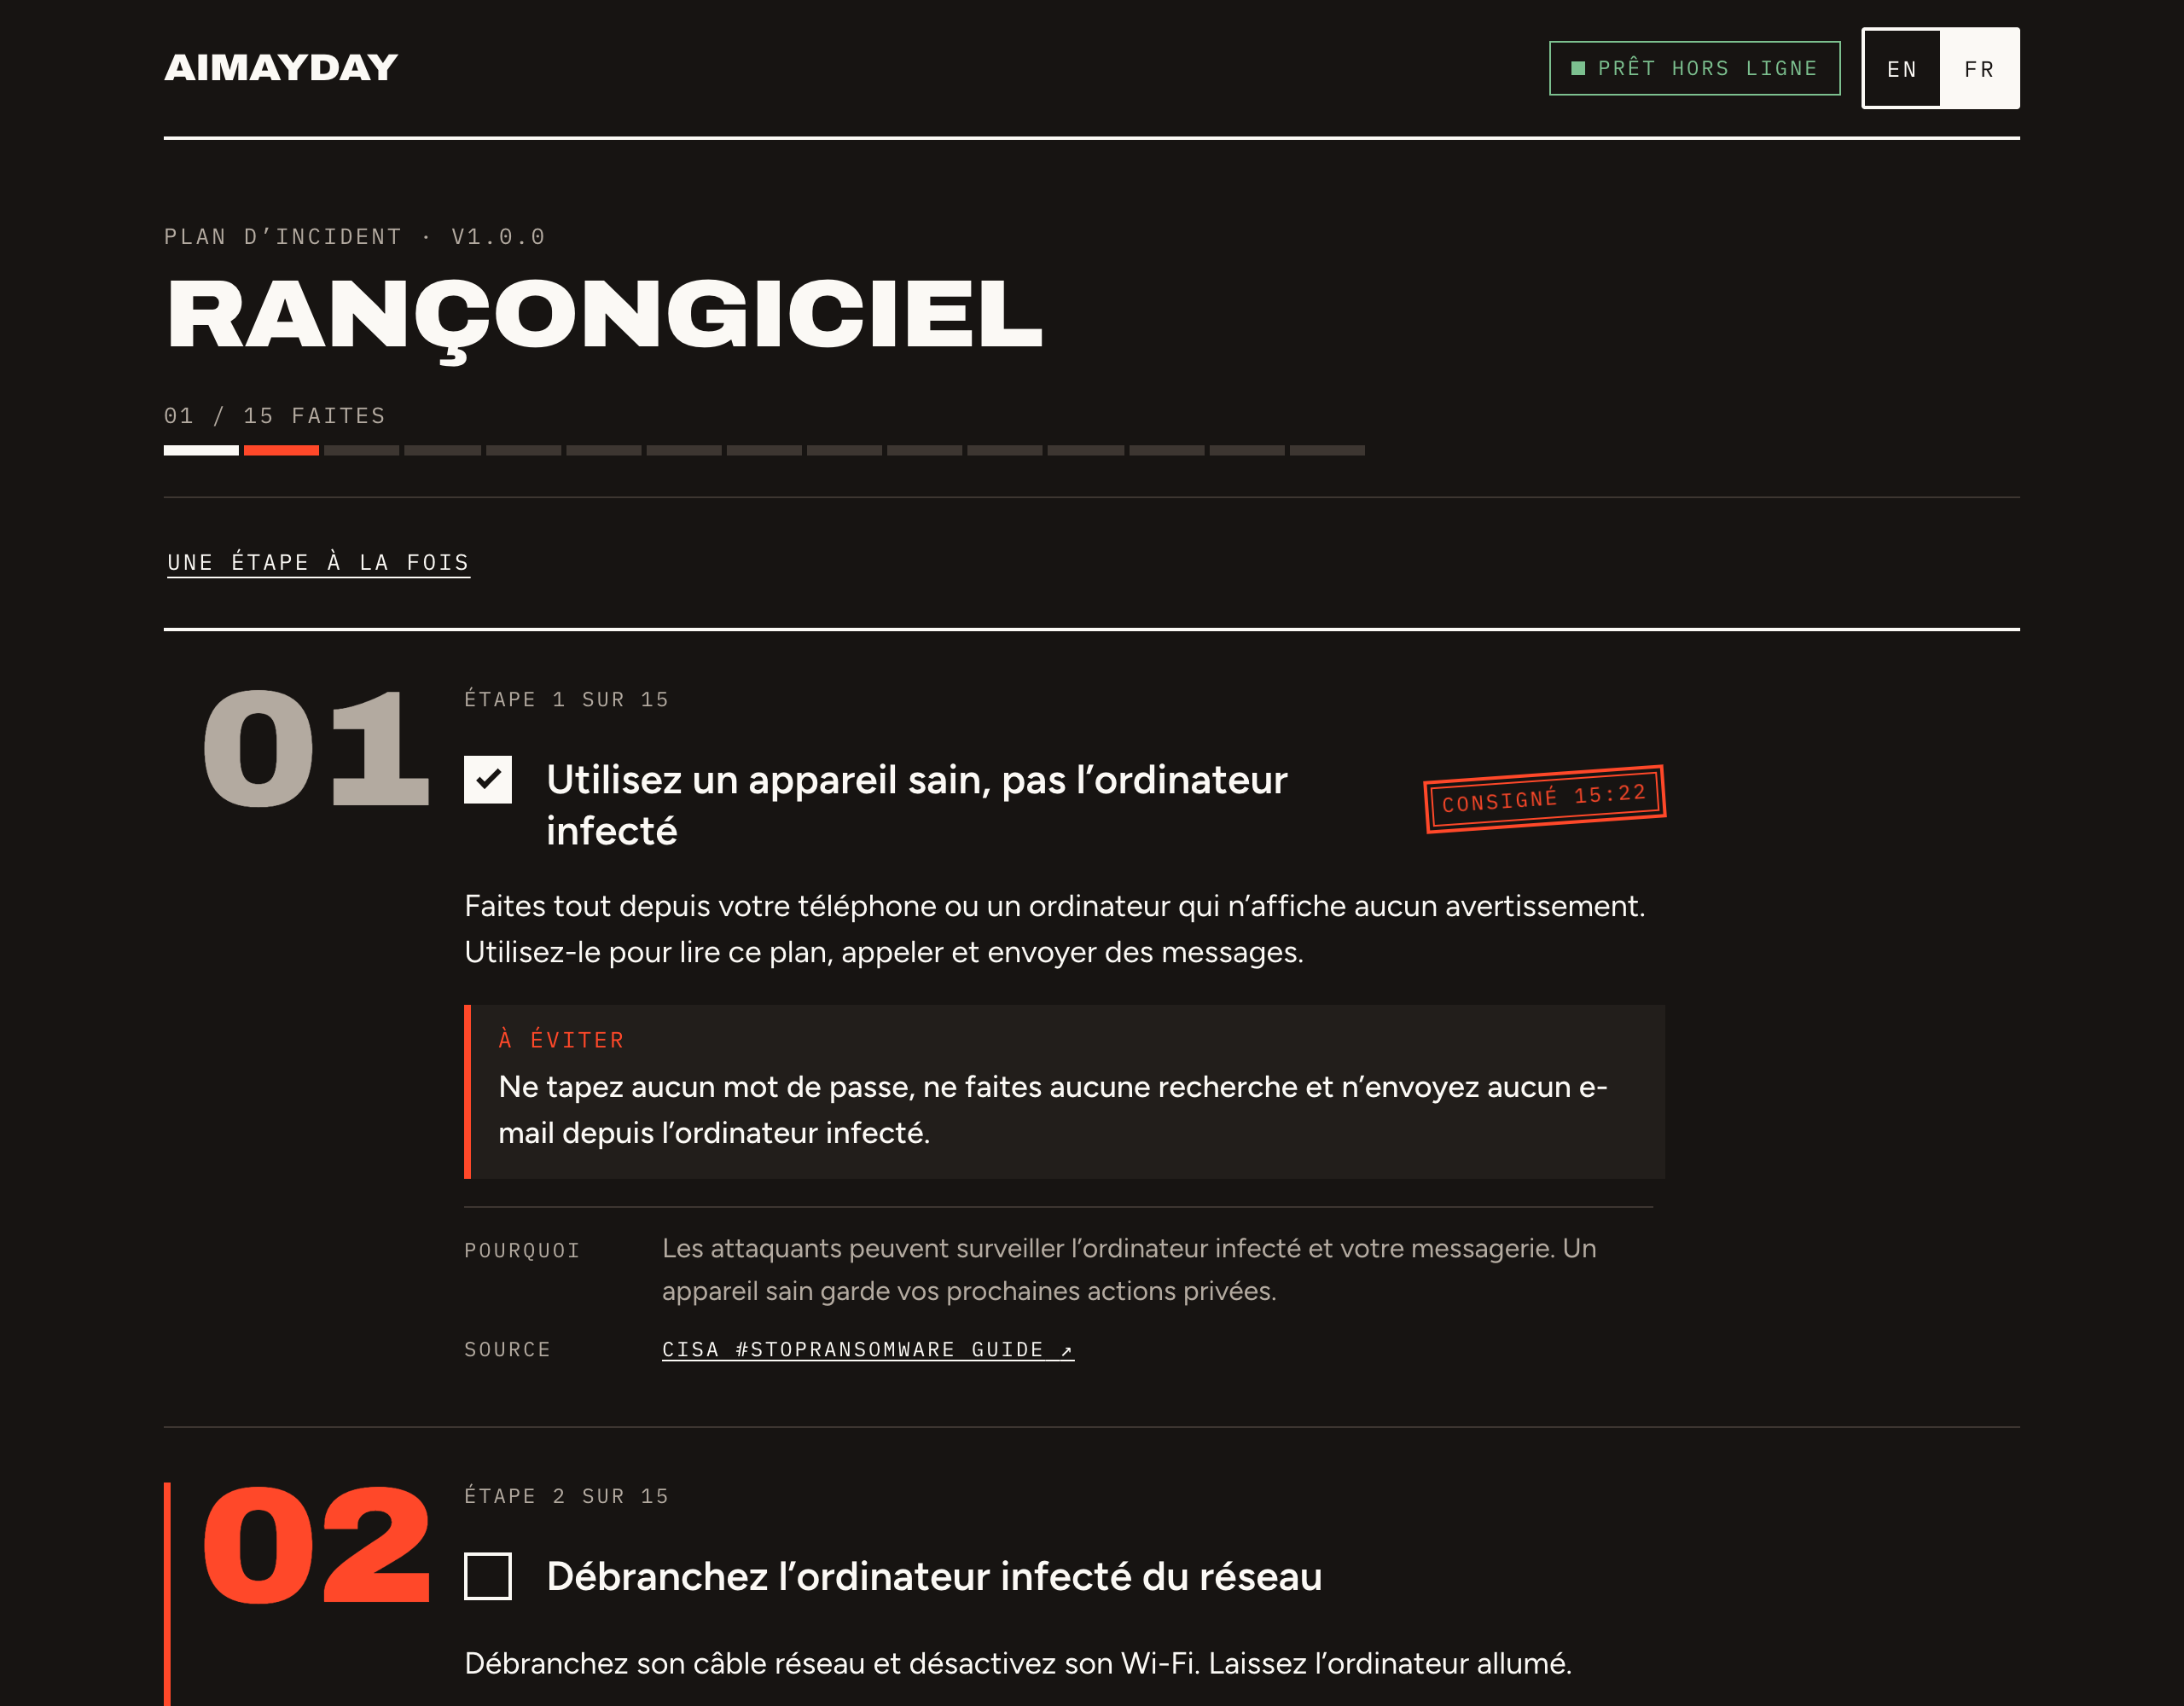 AIMAYDAY
PRÊT HORS LIGNE
EN
FR
PLAN D’INCIDENT · V1.0.0
RANÇONGICIEL
01 / 15 FAITES
UNE ÉTAPE À LA FOIS
01
ÉTAPE 1 SUR 15
Utilisez un appareil sain, pas l’ordinateur
infecté
CONSIGNÉ 15:22
Faites tout depuis votre téléphone ou un ordinateur qui n’affiche aucun avertissement.
Utilisez-le pour lire ce plan, appeler et envoyer des messages.
À ÉVITER
Ne tapez aucun mot de passe, ne faites aucune recherche et n’envoyez aucun e-
mail depuis l’ordinateur infecté.
POURQUOI
Les attaquants peuvent surveiller l’ordinateur infecté et votre messagerie. Un
appareil sain garde vos prochaines actions privées.
SOURCE
CISA #STOPRANSOMWARE GUIDE ↗
02
ÉTAPE 2 SUR 15
Débranchez l’ordinateur infecté du réseau
Débranchez son câble réseau et désactivez son Wi-Fi. Laissez l’ordinateur allumé.